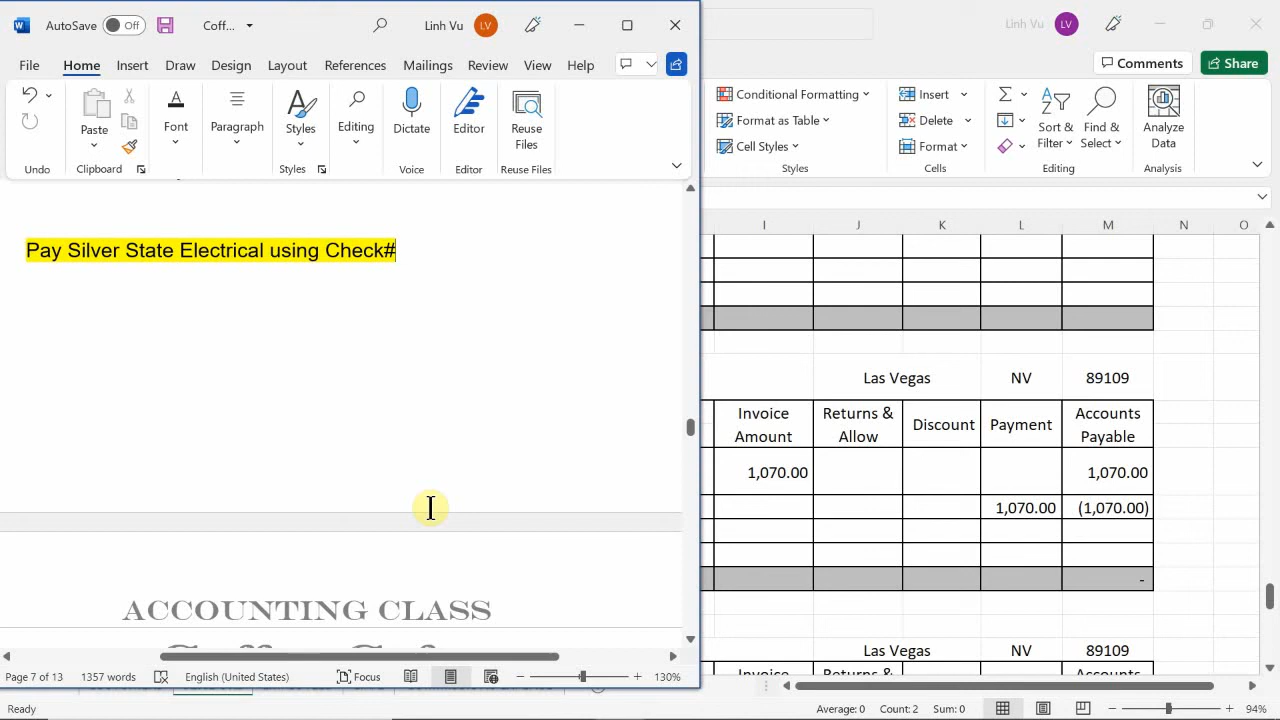 AutoSave Off Coff... Linh Vu LV
File Home Insert Draw Design Layout References Mailings Review View Help
Paste Font Paragraph Styles Editing Dictate Editor Reuse Files
Undo Clipboard Styles Voice Editor Reuse Files
Pay Silver State Electrical using Check#
ACCOUNTING CLASS
Page 7 of 13 1357 words English (United States) Focus 130%
Ready
Linh Vu LV
Comments Share
Conditional Formatting
Format as Table
Cell Styles
Styles
Insert
Delete
Format
Cells
Sort & Filter Find & Select
Editing
Analyze Data
Analysis
I J K L M N O
Las Vegas NV 89109
Invoice Amount Returns & Allow Discount Payment Accounts Payable
1,070.00 1,070.00
1,070.00 (1,070.00)
-
Las Vegas NV 89109
Invoice Returns & Accounts
Average: 0 Count: 2 Sum: 0 94%